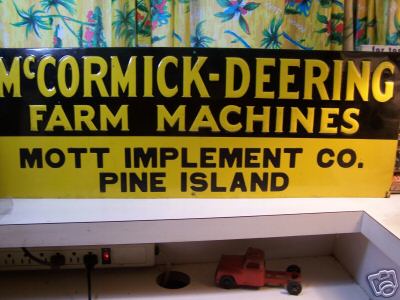 McCORMICK-DEERING
FARM MACHINES
MOTT IMPLEMENT CO.
PINE ISLAND